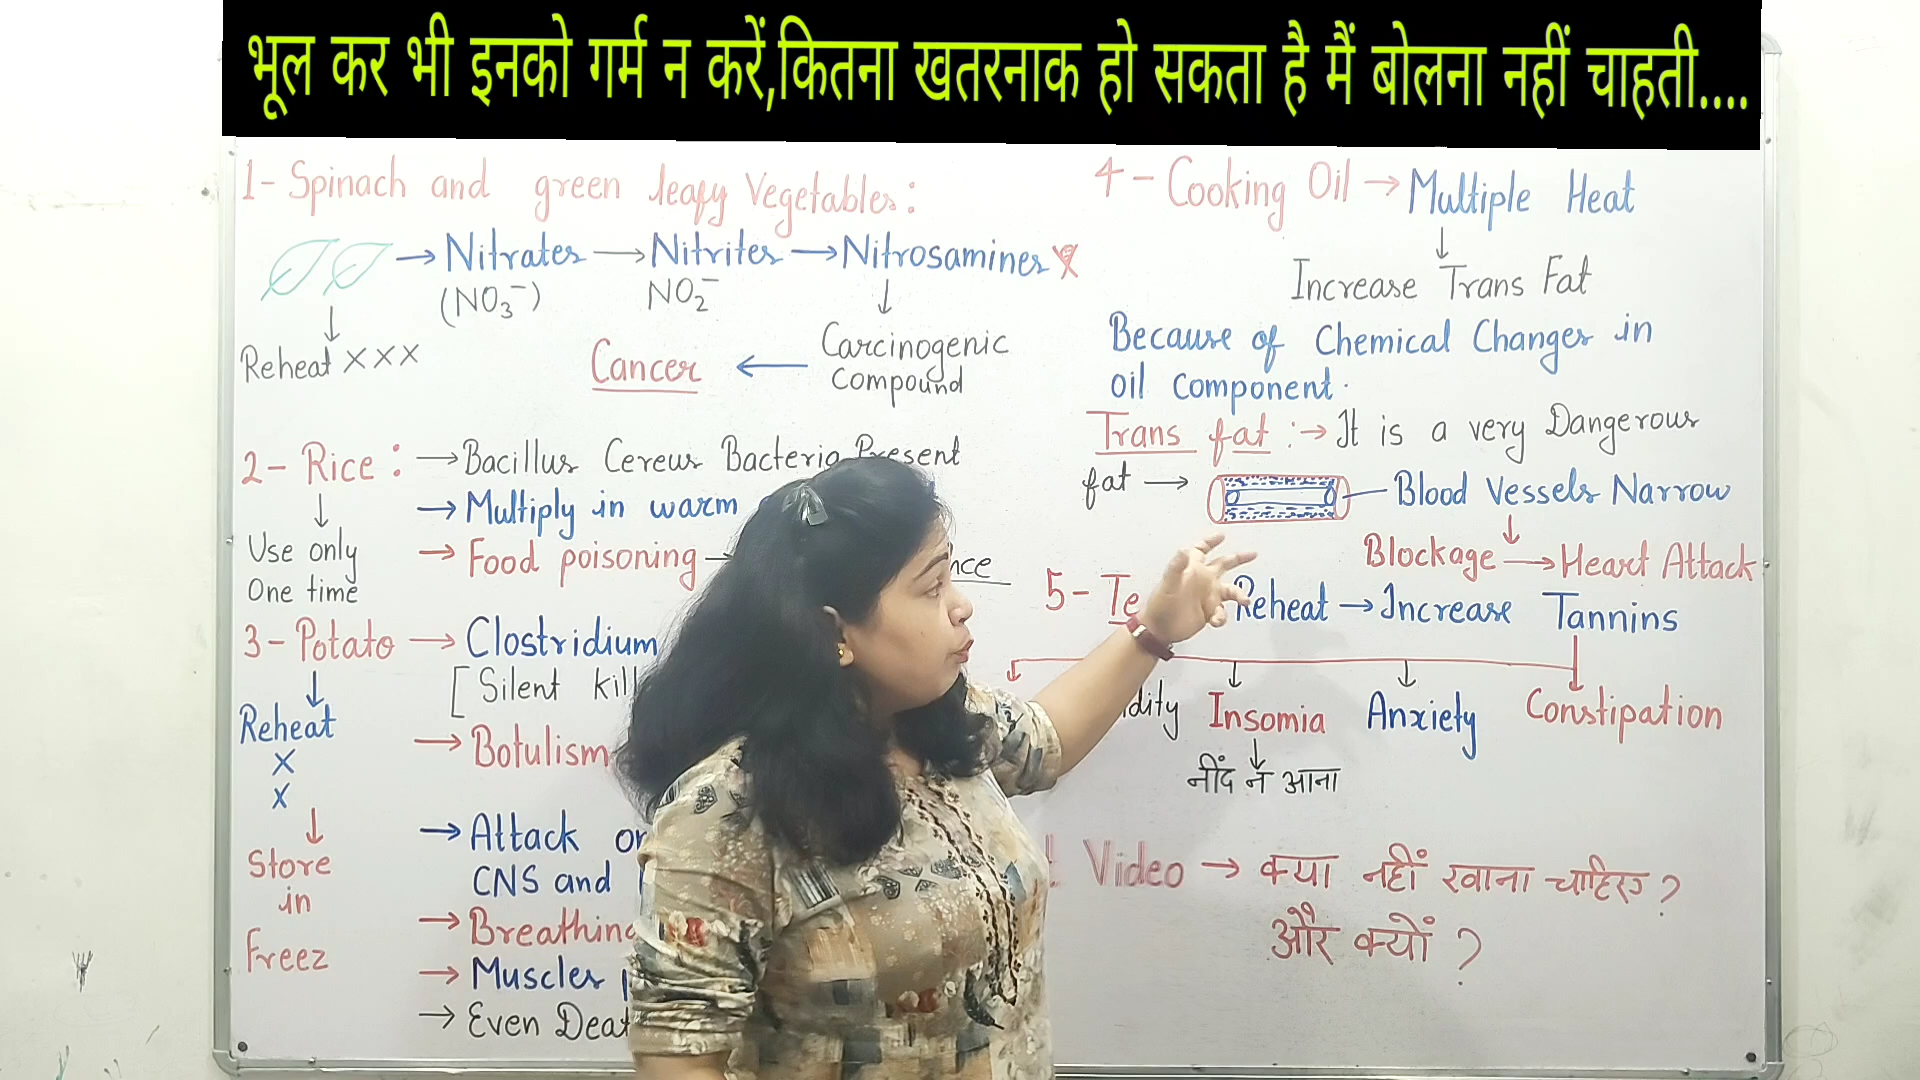 भूल कर भी इनको गर्म न करें,कितना खतरनाक हो सकता है मैं बोलना नहीं चाहती....
1- Spinach and green leafy Vegetables:
→ Nitrates → Nitrites → Nitrosamines
(NO₃⁻) NO₂⁻
Reheat XXX
Carcinogenic
Compound
Cancer ←
2- Rice: → Bacillus Cereus Bacteria Present
→ Multiply in warm
→ Food poisoning →
Use only
One time
3- Potato → Clostridium
[Silent
→ Botulism
Reheat
X
X
Store
in
Freez
→ Attack
CNS and
→ Breathing
→ Muscles
→ Even
4- Cooking Oil → Multiple Heat
↓
Increase Trans Fat
Because of Chemical Changes in
oil Component.
Trans fat :→ It is a very Dangerous
fat → Blood Vessels Narrow
Blockage → Heart Attack
5- Reheat → Increase Tannins
Insomia Anxiety Constipation
नींद न आना
Video → क्या नहीं खाना चाहिए ?
और क्यों ?